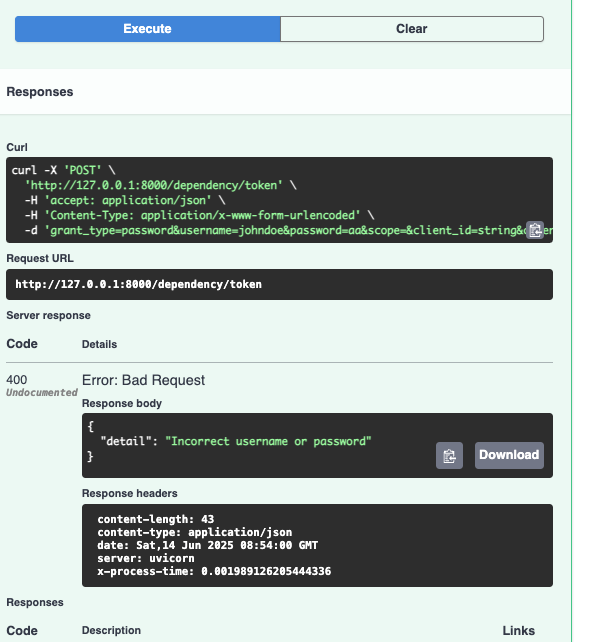 Execute
Clear
Responses
Curl
curl -X 'POST' \
'http://127.0.0.1:8000/dependency/token' \
-H 'accept: application/json' \
-H 'Content-Type: application/x-www-form-urlencoded' \
-d 'grant_type=password&username=johndoe&password=aa&scope=&client_id=string&
Request URL
http://127.0.0.1:8000/dependency/token
Server response
Code Details
400 Error: Bad Request
Undocumented
Response body
{
"detail": "Incorrect username or password"
}
Download
Response headers
content-length: 43
content-type: application/json
date: Sat,14 Jun 2025 08:54:00 GMT
server: uvicorn
x-process-time: 0.001989126205444336
Responses
Code Description Links